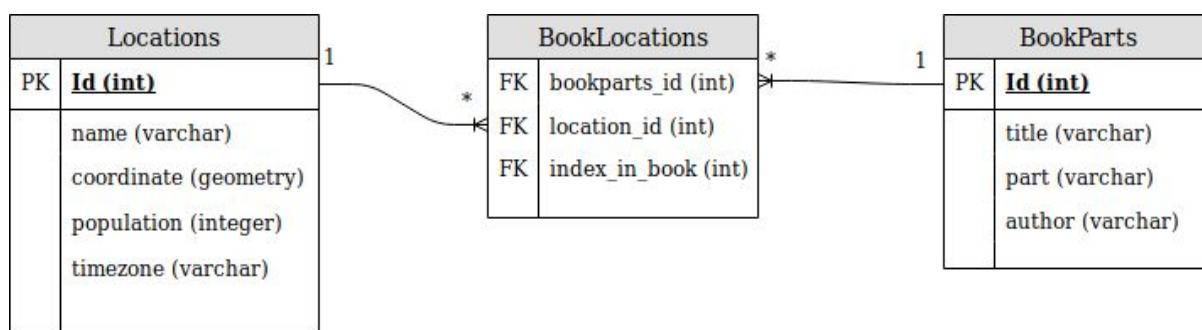 Locations
PK Id (int)
name (varchar)
coordinate (geometry)
population (integer)
timezone (varchar)
1
*
BookLocations
FK bookparts_id (int)
FK location_id (int)
FK index_in_book (int)
*
1
BookParts
PK Id (int)
title (varchar)
part (varchar)
author (varchar)